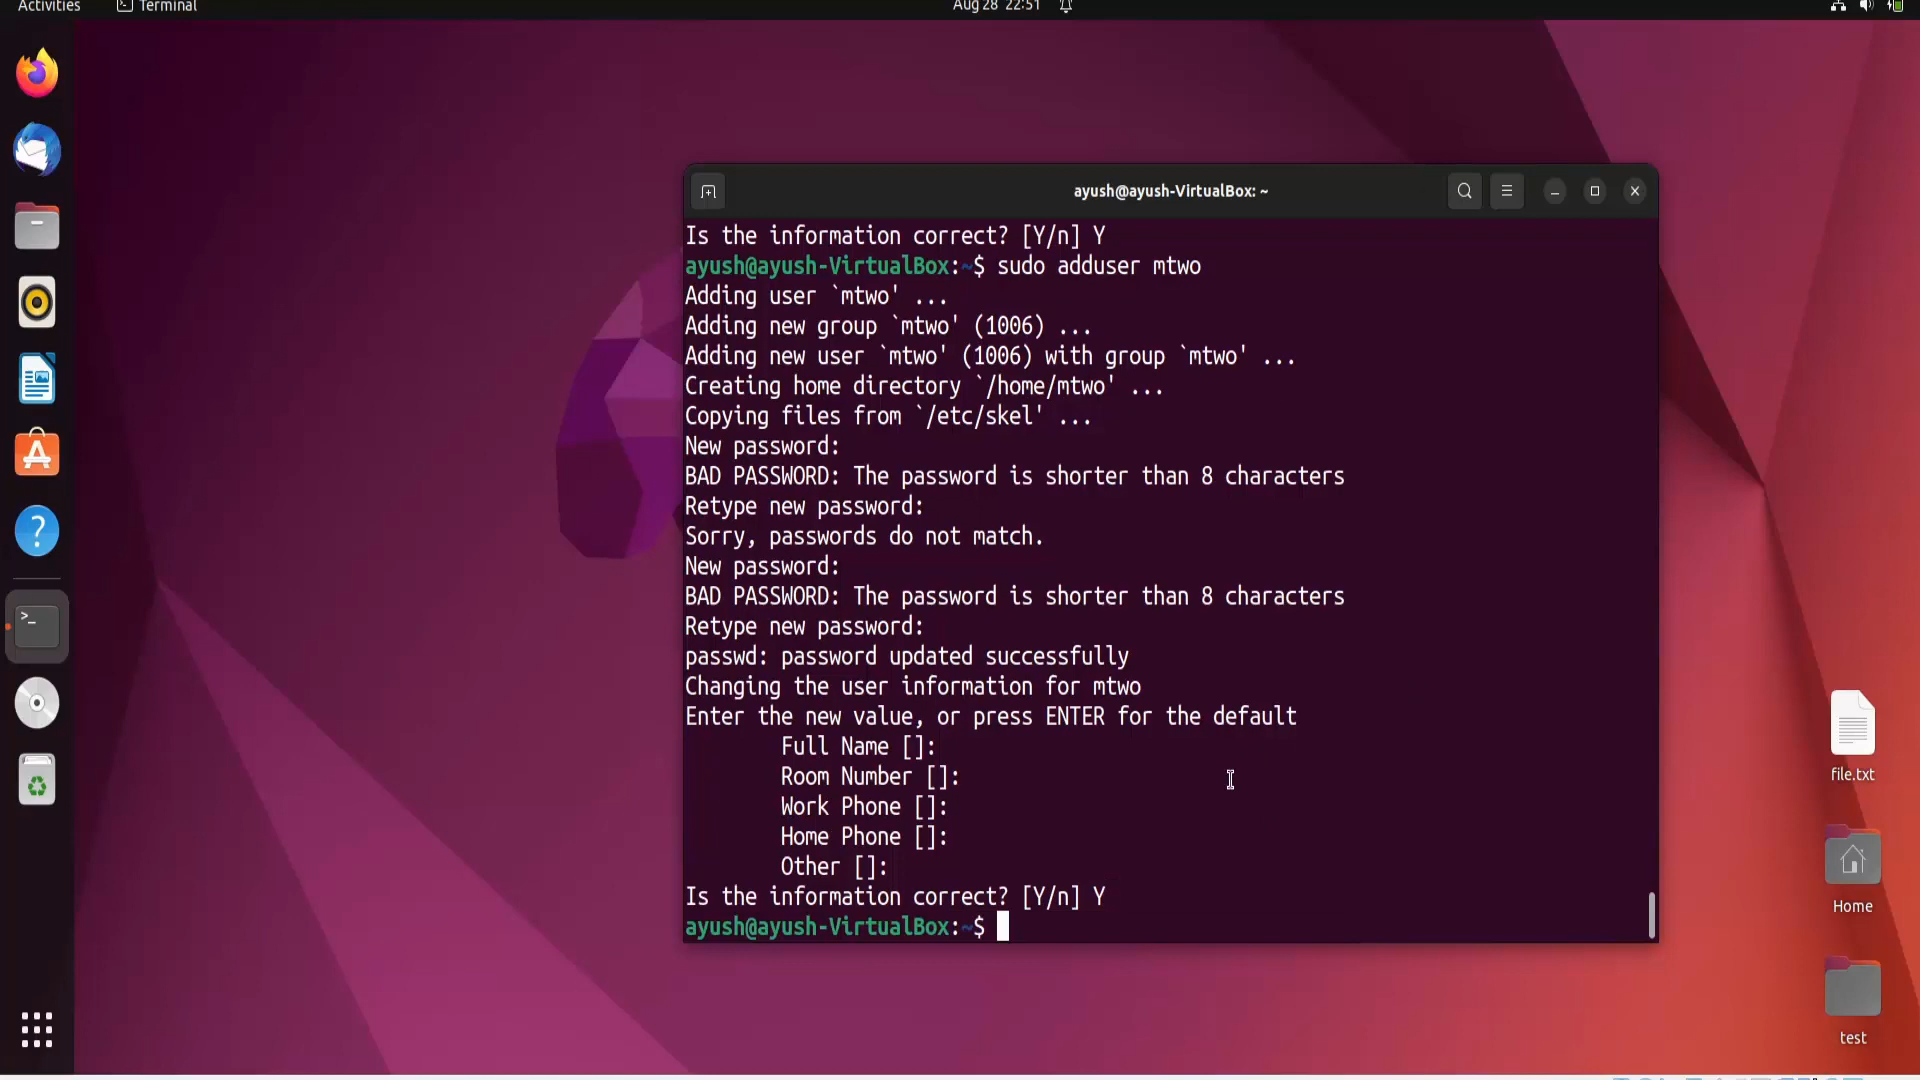 Activities
Terminal
Aug 28 22:51
ayush@ayush-VirtualBox: ~
Is the information correct? [Y/n] Y
ayush@ayush-VirtualBox:~$ sudo adduser mtwo
Adding user `mtwo' ...
Adding new group `mtwo' (1006) ...
Adding new user `mtwo' (1006) with group `mtwo' ...
Creating home directory `/home/mtwo' ...
Copying files from `/etc/skel' ...
New password:
BAD PASSWORD: The password is shorter than 8 characters
Retype new password:
Sorry, passwords do not match.
New password:
BAD PASSWORD: The password is shorter than 8 characters
Retype new password:
passwd: password updated successfully
Changing the user information for mtwo
Enter the new value, or press ENTER for the default
Full Name []:
Room Number []:
Work Phone []:
Home Phone []:
Other []:
Is the information correct? [Y/n] Y
ayush@ayush-VirtualBox:~$
file.txt
Home
test